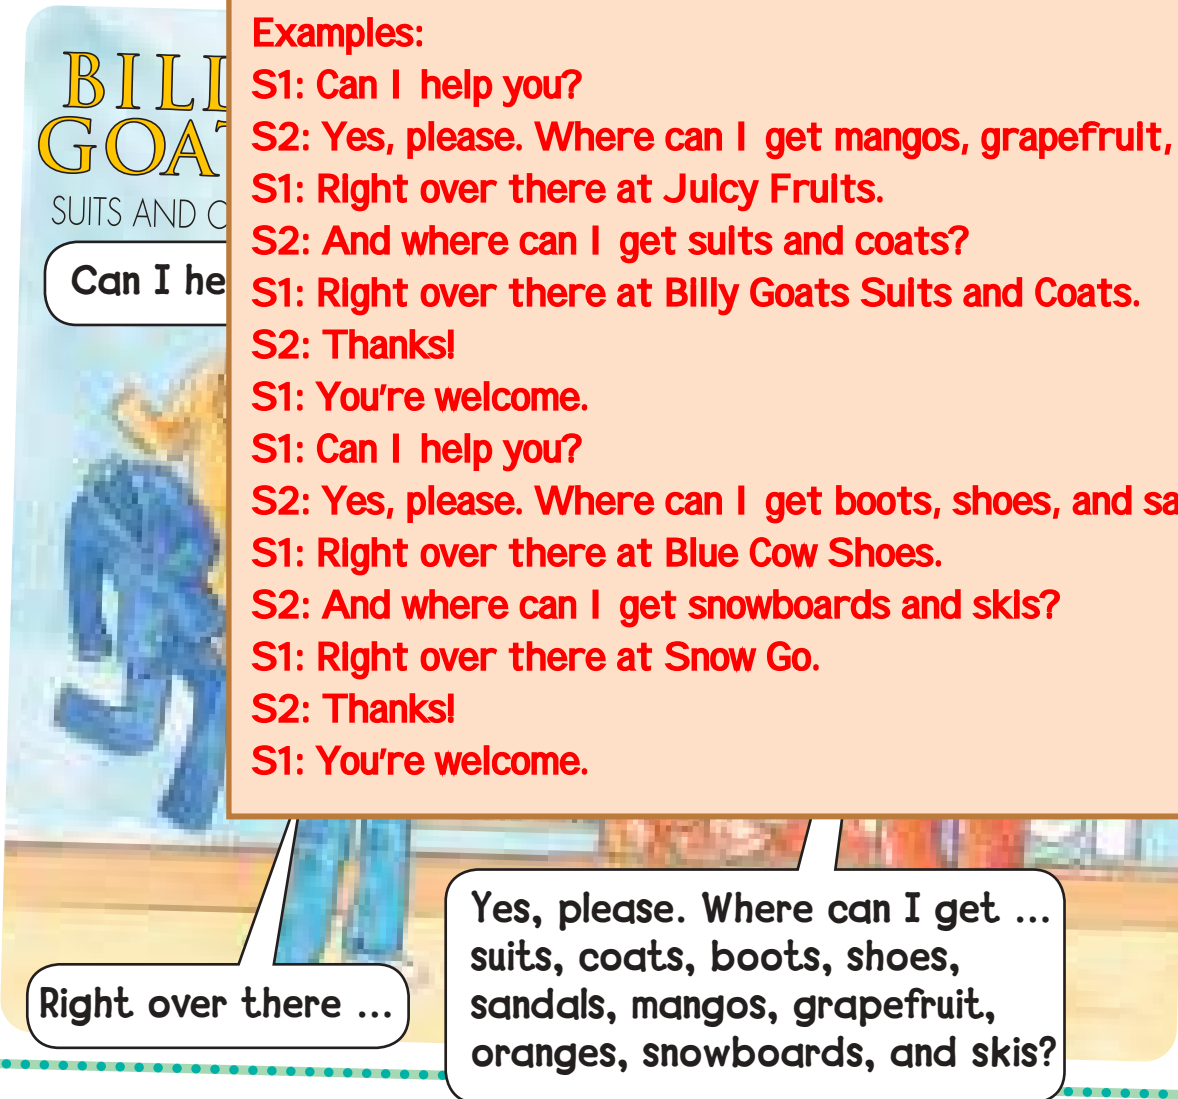 BILL
GOAT
SUITS AND C
Can I he
Examples:
S1: Can I help you?
S2: Yes, please. Where can I get mangos, grapefruit,
S1: Right over there at Juicy Fruits.
S2: And where can I get suits and coats?
S1: Right over there at Billy Goats Suits and Coats.
S2: Thanks!
S1: You're welcome.
S1: Can I help you?
S2: Yes, please. Where can I get boots, shoes, and sa
S1: Right over there at Blue Cow Shoes.
S2: And where can I get snowboards and skis?
S1: Right over there at Snow Go.
S2: Thanks!
S1: You're welcome.
Right over there ...
Yes, please. Where can I get ...
suits, coats, boots, shoes,
sandals, mangos, grapefruit,
oranges, snowboards, and skis?